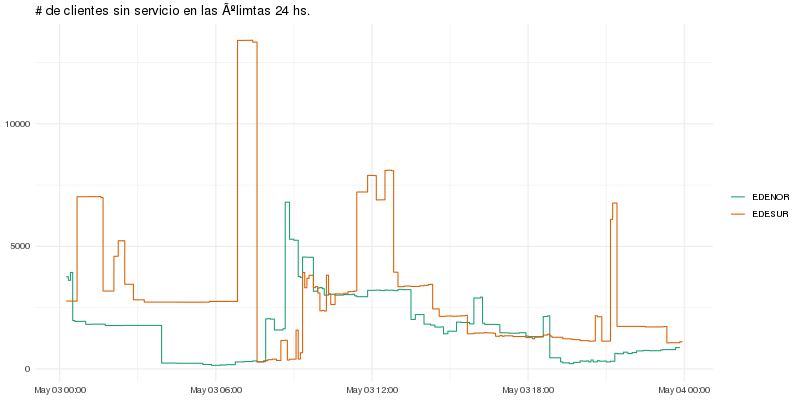 # de clientes sin servicio en las Ãºlimtas 24 hs.
10000
5000
0
May 03 00:00
May 03 06:00
May 03 12:00
May 03 18:00
May 04 00:00
EDENOR
EDESUR